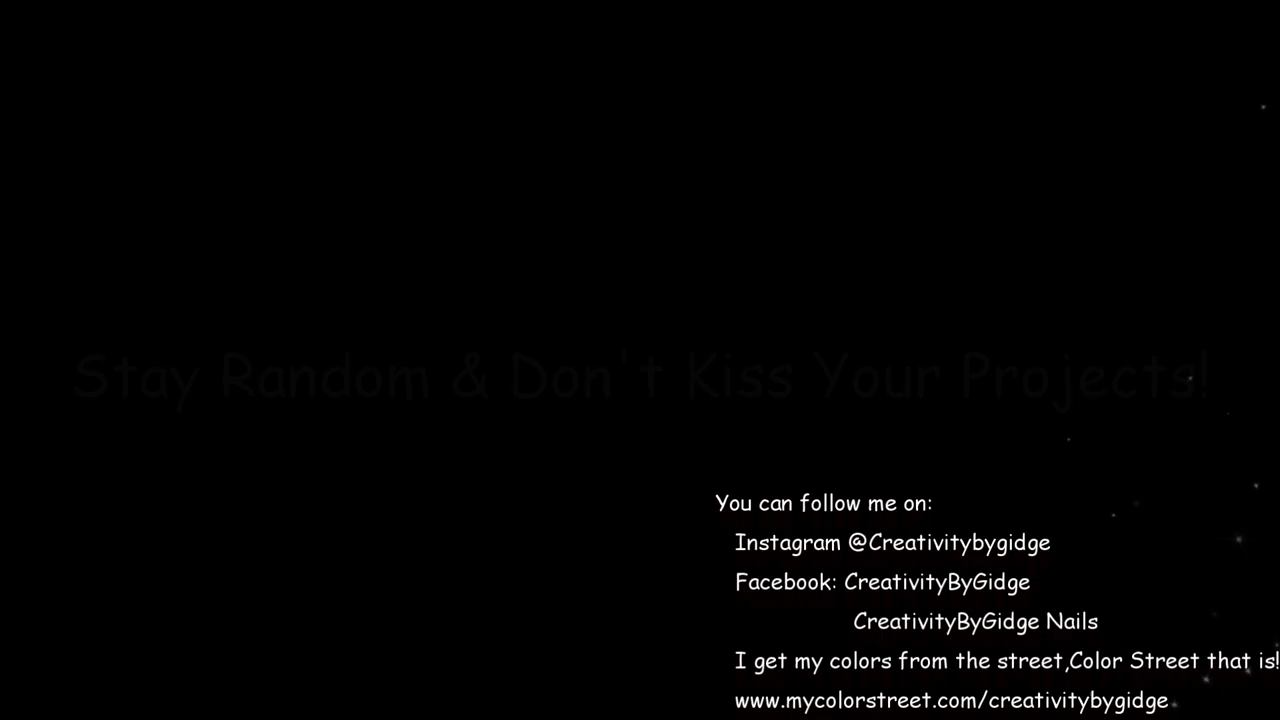 Stay Random & Don't Kiss Your Projects!
You can follow me on:
Instagram @Creativitybygidge
Facebook: CreativityByGidge
CreativityByGidge Nails
I get my colors from the street,Color Street that is!
www.mycolorstreet.com/creativitybygidge